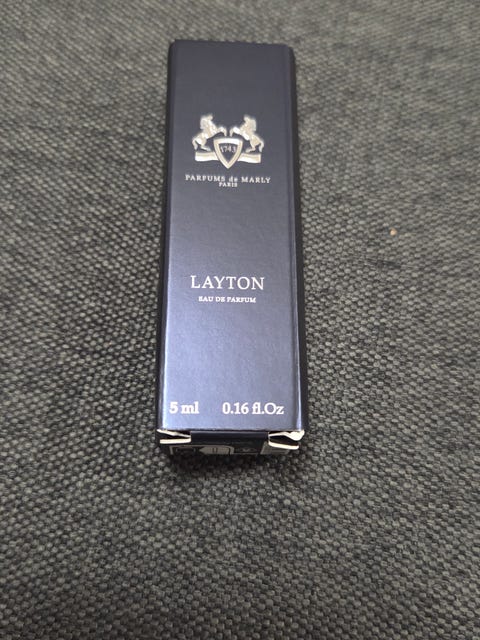 1743
PARFUMS de MARLY
PARIS
LAYTON
EAU DE PARFUM
5 ml 0.16 fl.Oz